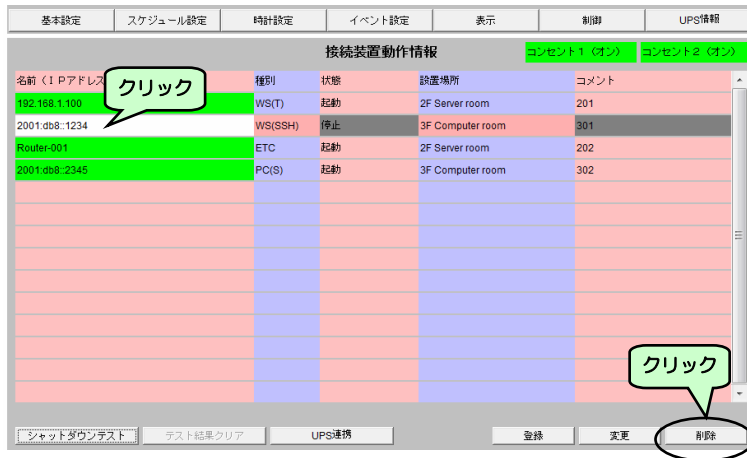 基本設定 スケジュール設定 時計設定 イベント設定 表示 制御 UPS情報
接続装置動作情報 コンセント1 (オン) コンセント2 (オン)
名前 (IPアドレス 種別 状態 設置場所 コメント
クリック
192.168.1.100 WS(T) 起動 2F Server room 201
2001:db8::1234 WS(SSH) 停止 3F Computer room 301
Router-001 ETC 起動 2F Server room 202
2001:db8::2345 PC(S) 起動 3F Computer room 302
クリック
シャットダウンテスト テスト結果クリア UPS連携 登録 変更 削除